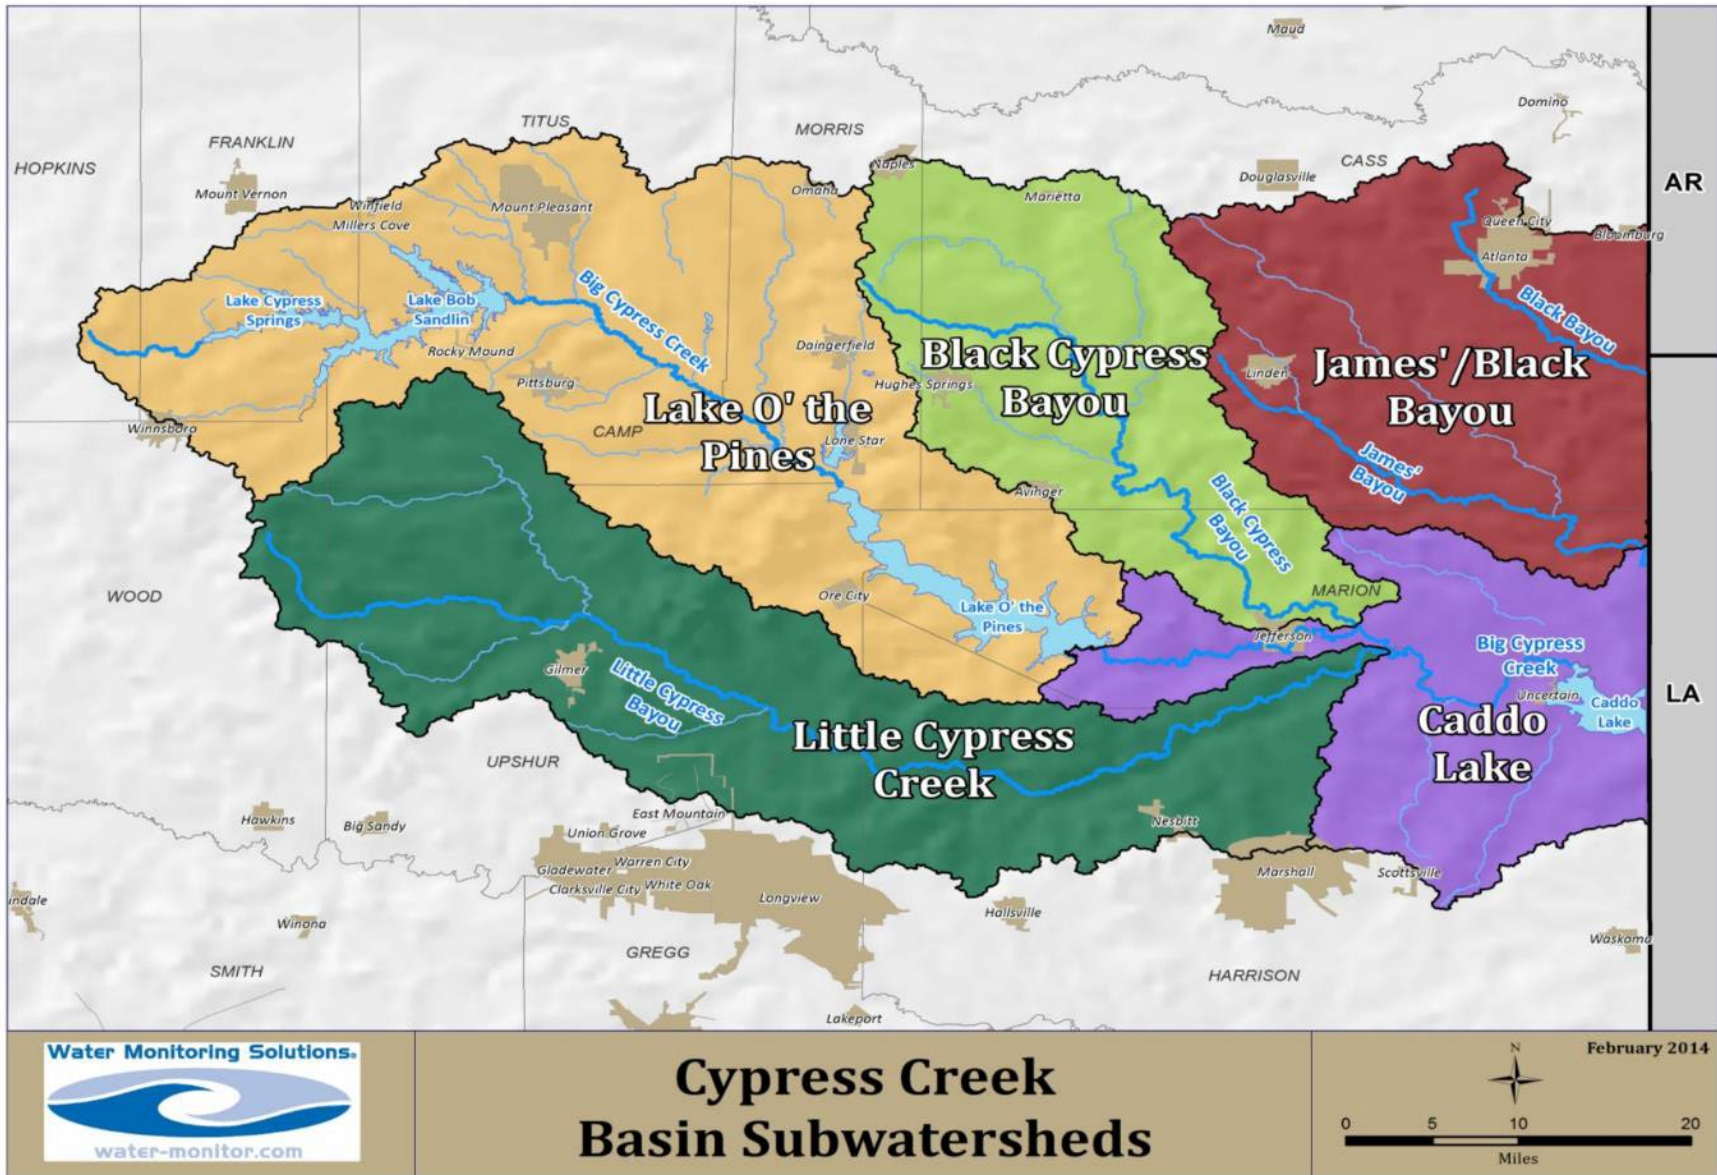 Maud
Domino
TITUS
MORRIS
FRANKLIN
CASS
HOPKINS
Naples
Douglasville
AR
Mount Vernon
Winfield
Mount Pleasant
Omaha
Marietta
Millers Cove
Queen City
Bloomburg
Atlanta
Lake Cypress
Springs
Lake Bob
Sandlin
Big Cypress Creek
Black Bayou
Rocky Mound
Daingerfield
Black Cypress
Bayou
James'/Black
Bayou
Pittsburg
Hughes Springs
Linden
Lake O' the
Pines
Winnsboro
CAMP
Lone Star
James'
Bayou
Avinger
Black Cypress
Bayou
WOOD
Ore City
MARION
Lake O' the
Pines
Jefferson
Big Cypress
Creek
Gilmer
Little Cypress
Bayou
Uncertain
Caddo
Lake
LA
Little Cypress
Creek
Caddo
Lake
UPSHUR
Hawkins
Big Sandy
East Mountain
Union Grove
Nesbitt
Gladewater
Warren City
Clarksville City
White Oak
Longview
Marshall
Scottsville
indale
Winona
Hallsville
Waskom
GREGG
SMITH
HARRISON
Lakeport
Water Monitoring Solutions®
water-monitor.com
Cypress Creek
Basin Subwatersheds
N
February 2014
0 5 10 20
Miles